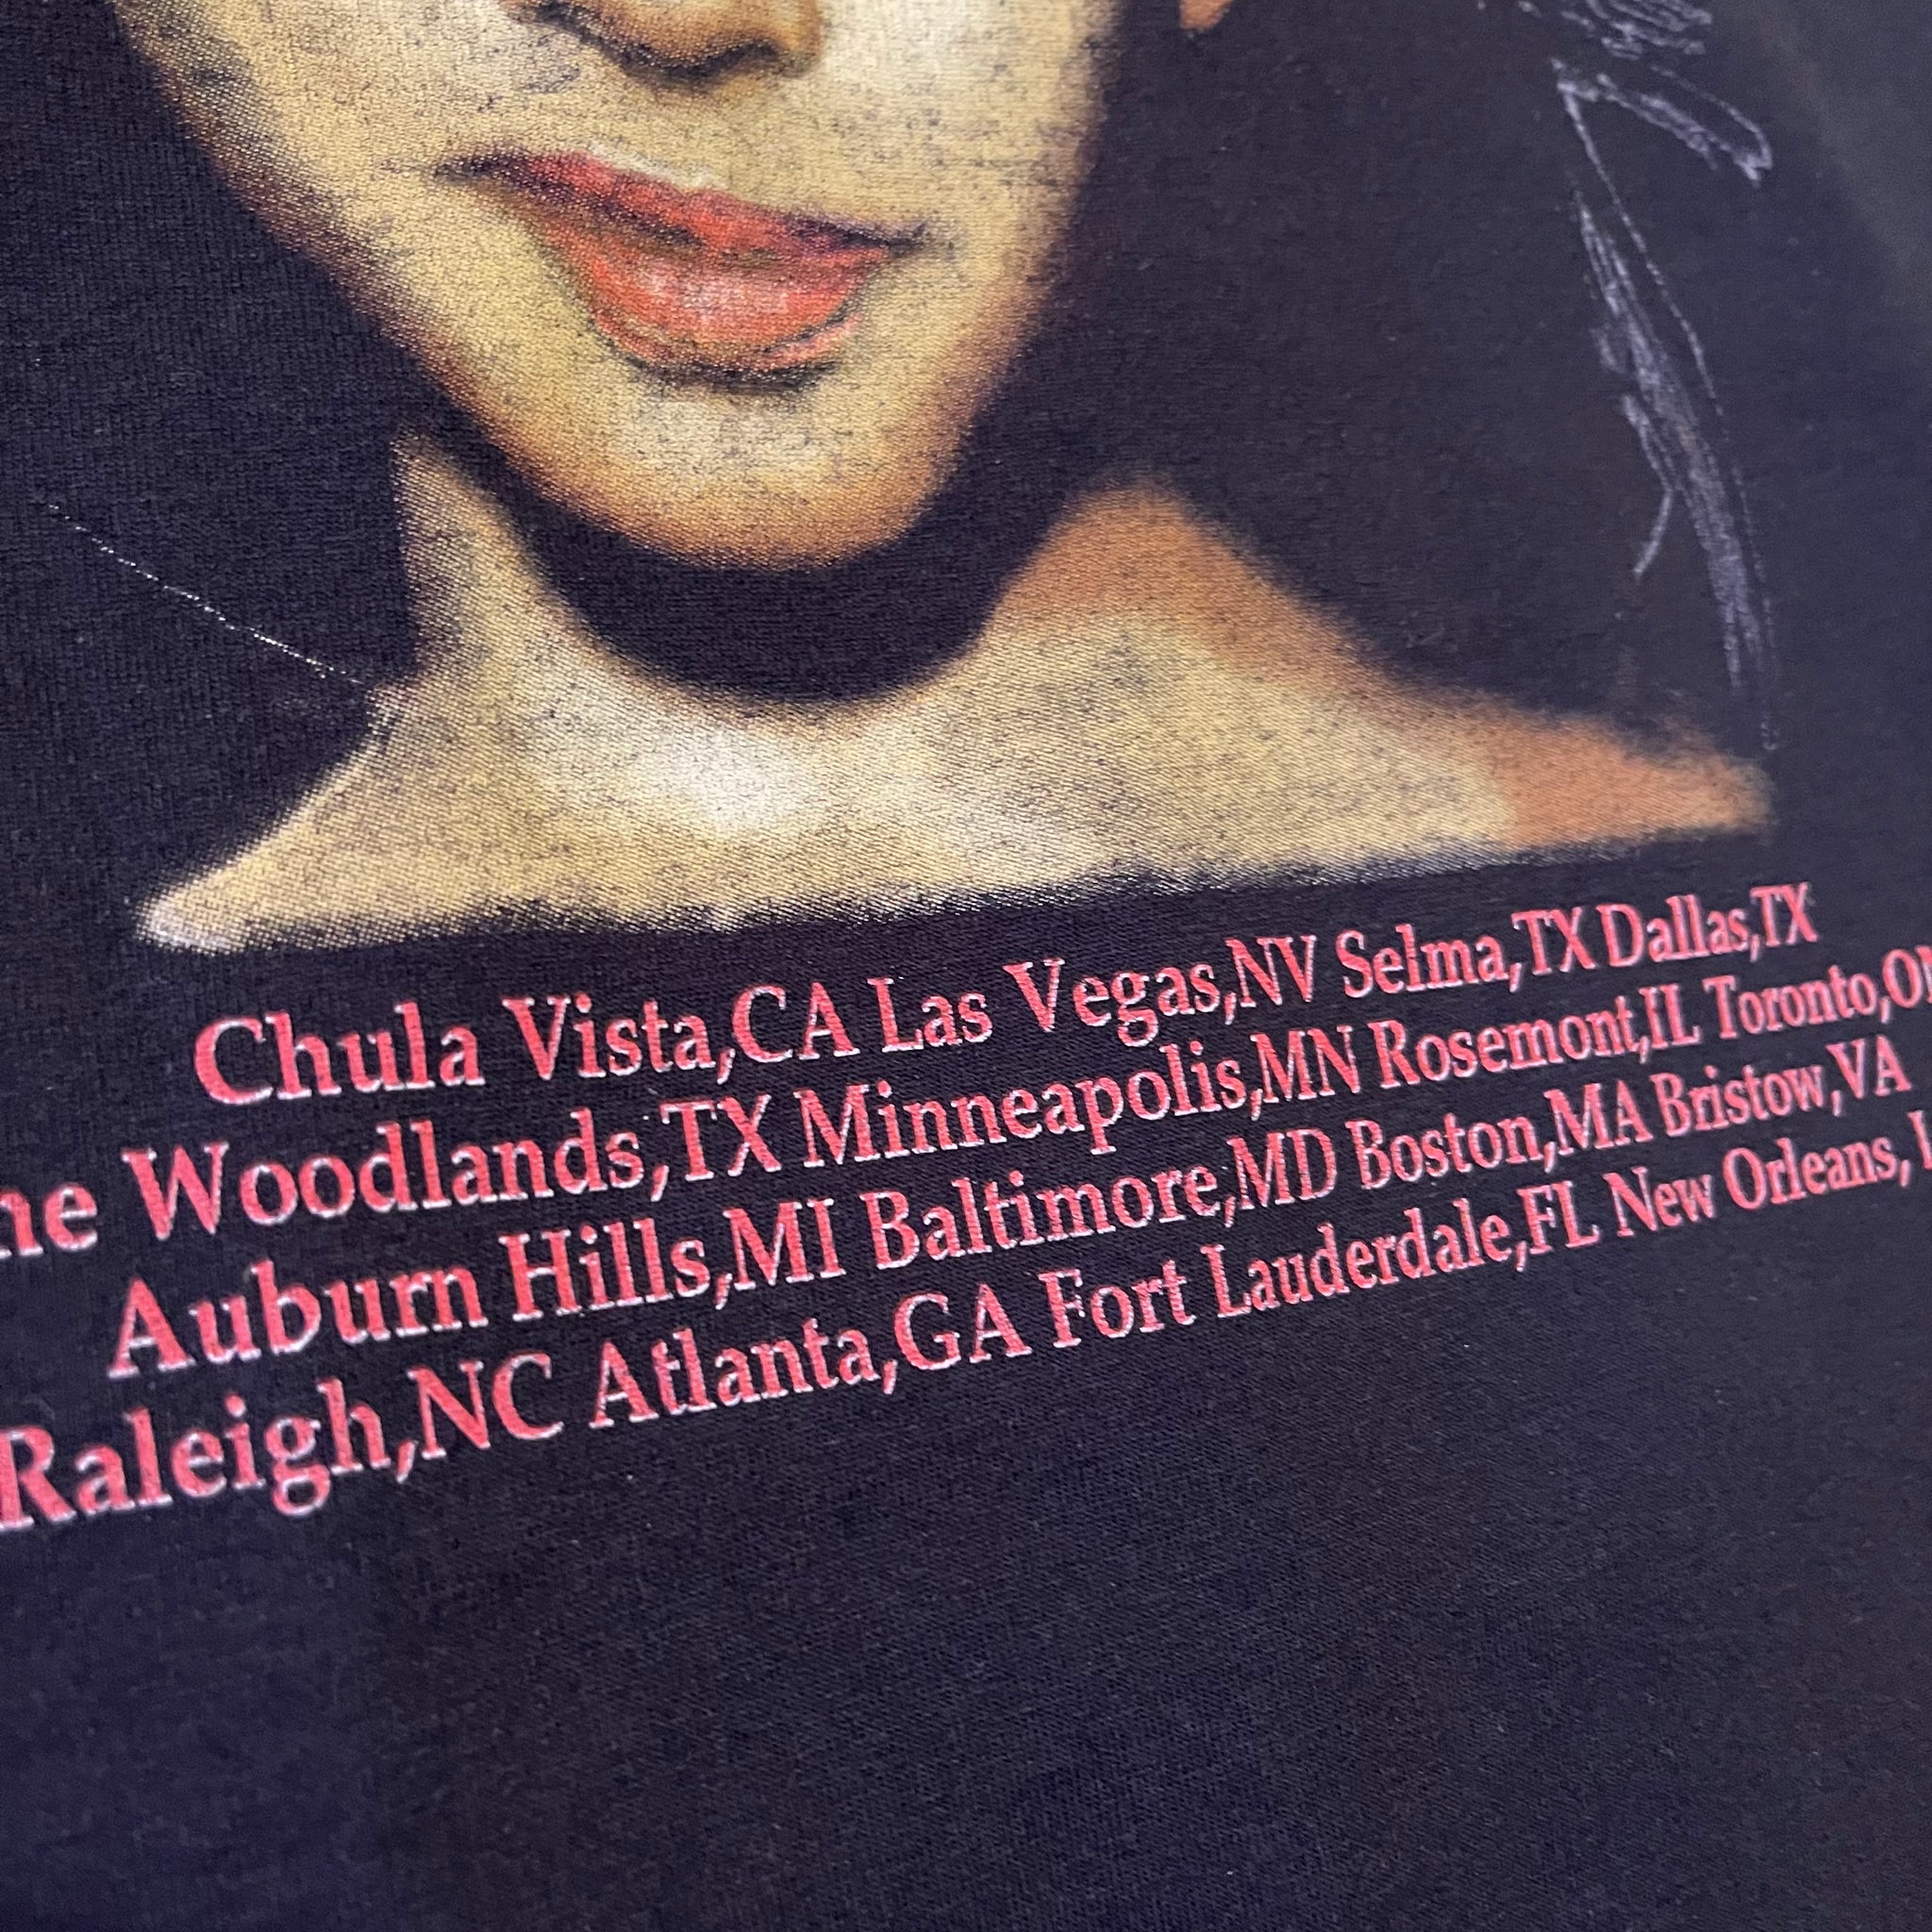 Chula Vista,CA Las Vegas,NV Selma,TX Dallas,TX
Woodlands,TX Minneapolis,MN Rosemont,IL Toronto,
Auburn Hills,MI Baltimore,MD Boston,MA Bristow,VA
Raleigh,NC Atlanta,GA Fort Lauderdale,FL New Orleans,